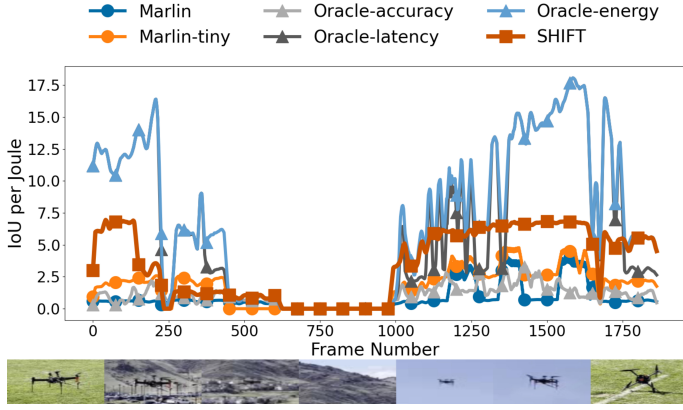 Marlin
Oracle-accuracy
Oracle-energy
Marlin-tiny
Oracle-latency
SHIFT
IoU per Joule
17.5
15.0
12.5
10.0
7.5
5.0
2.5
0.0
0 250 500 750 1000 1250 1500 1750
Frame Number